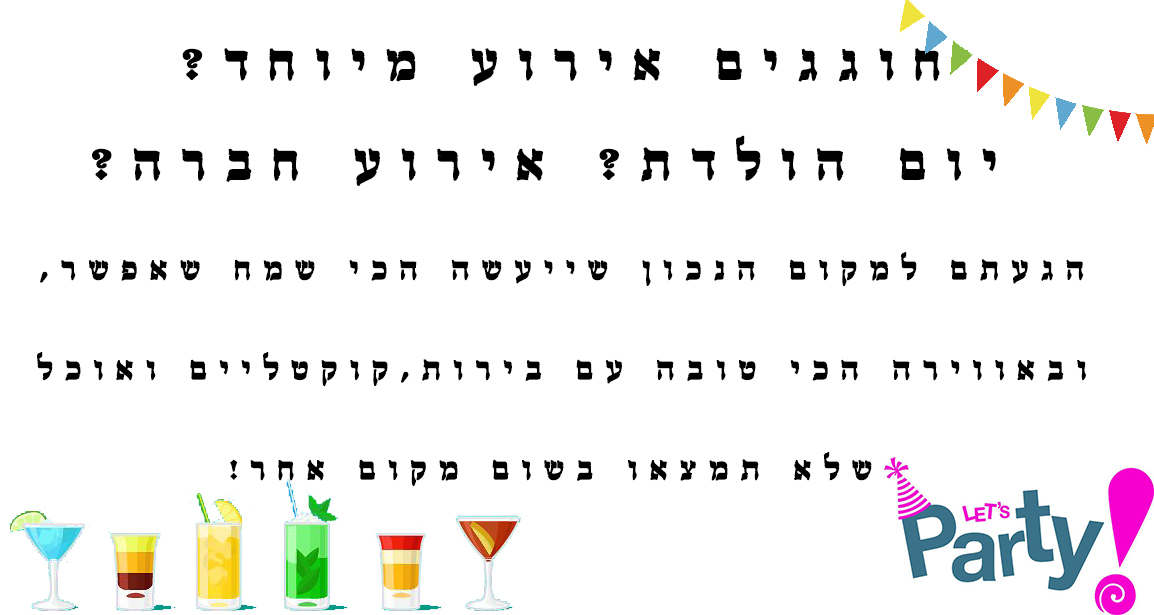 חוגגים אירוע מיוחד?
יום הולדת? אירוע חברה?
הגעתם למקום הנכון שייעשה הכי שמח שאפשר,
ובאווירה הכי טובה עם בירות,קוקטליים ואוכל
שלא תמצאו בשום מקום אחר!
LET'S
Party!